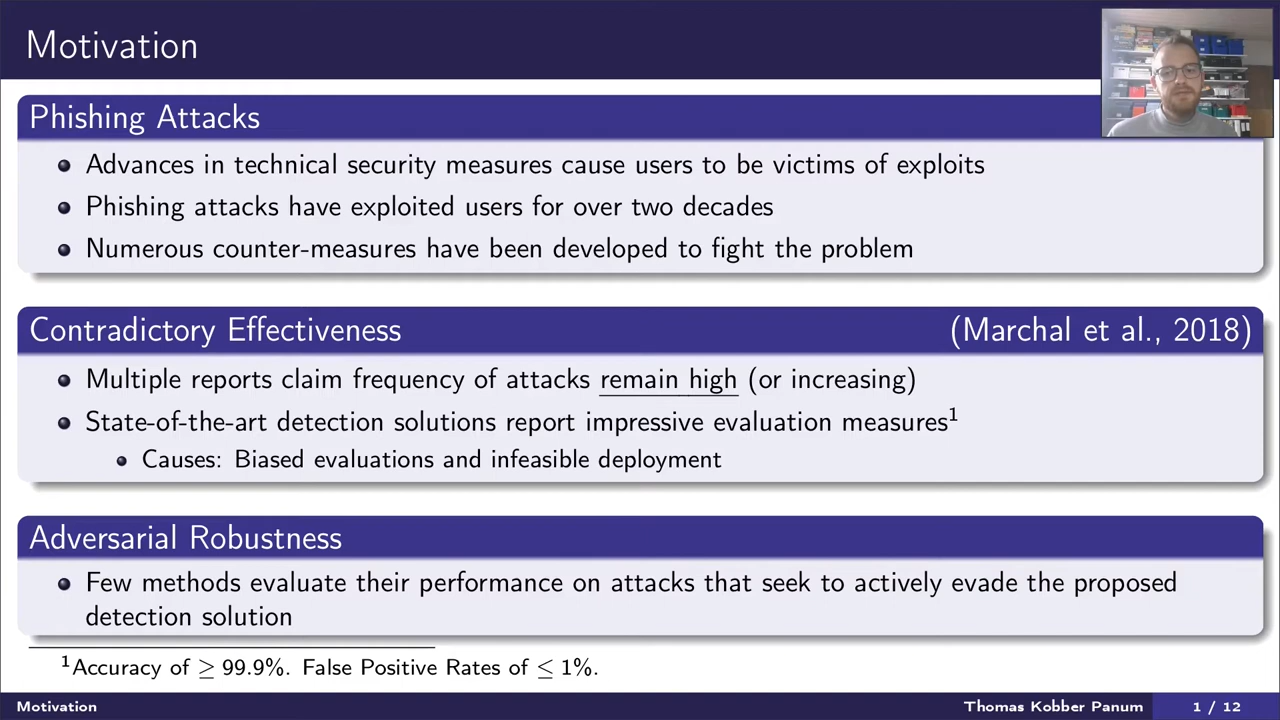 Motivation
Phishing Attacks
Advances in technical security measures cause users to be victims of exploits
Phishing attacks have exploited users for over two decades
Numerous counter-measures have been developed to fight the problem
Contradictory Effectiveness (Marchal et al., 2018)
Multiple reports claim frequency of attacks remain high (or increasing)
State-of-the-art detection solutions report impressive evaluation measures¹
Causes: Biased evaluations and infeasible deployment
Adversarial Robustness
Few methods evaluate their performance on attacks that seek to actively evade the proposed
detection solution
¹Accuracy of ≥ 99.9%. False Positive Rates of ≤ 1%.
Motivation Thomas Kobber Panum 1 / 12